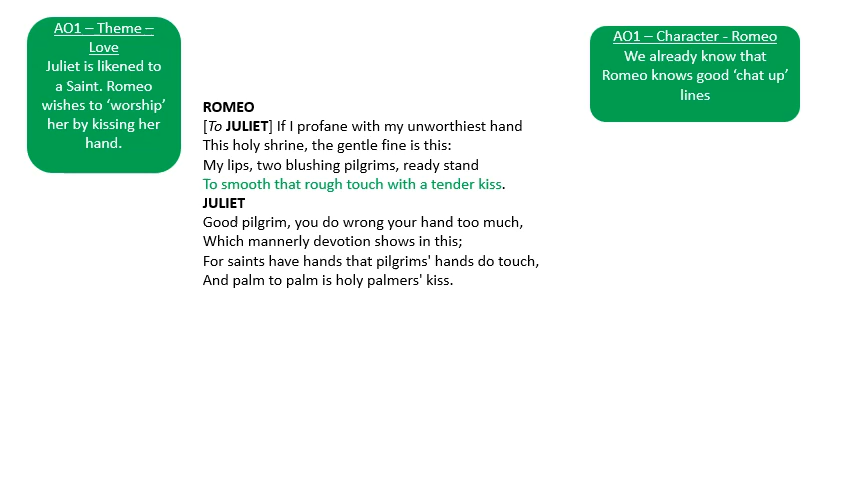 AO1 – Theme –
Love
Juliet is likened to
a Saint. Romeo
wishes to ‘worship’
her by kissing her
hand.
AO1 – Character - Romeo
We already know that
Romeo knows good ‘chat up’
lines
ROMEO
[To JULIET] If I profane with my unworthiest hand
This holy shrine, the gentle fine is this:
My lips, two blushing pilgrims, ready stand
To smooth that rough touch with a tender kiss.
JULIET
Good pilgrim, you do wrong your hand too much,
Which mannerly devotion shows in this;
For saints have hands that pilgrims' hands do touch,
And palm to palm is holy palmers' kiss.